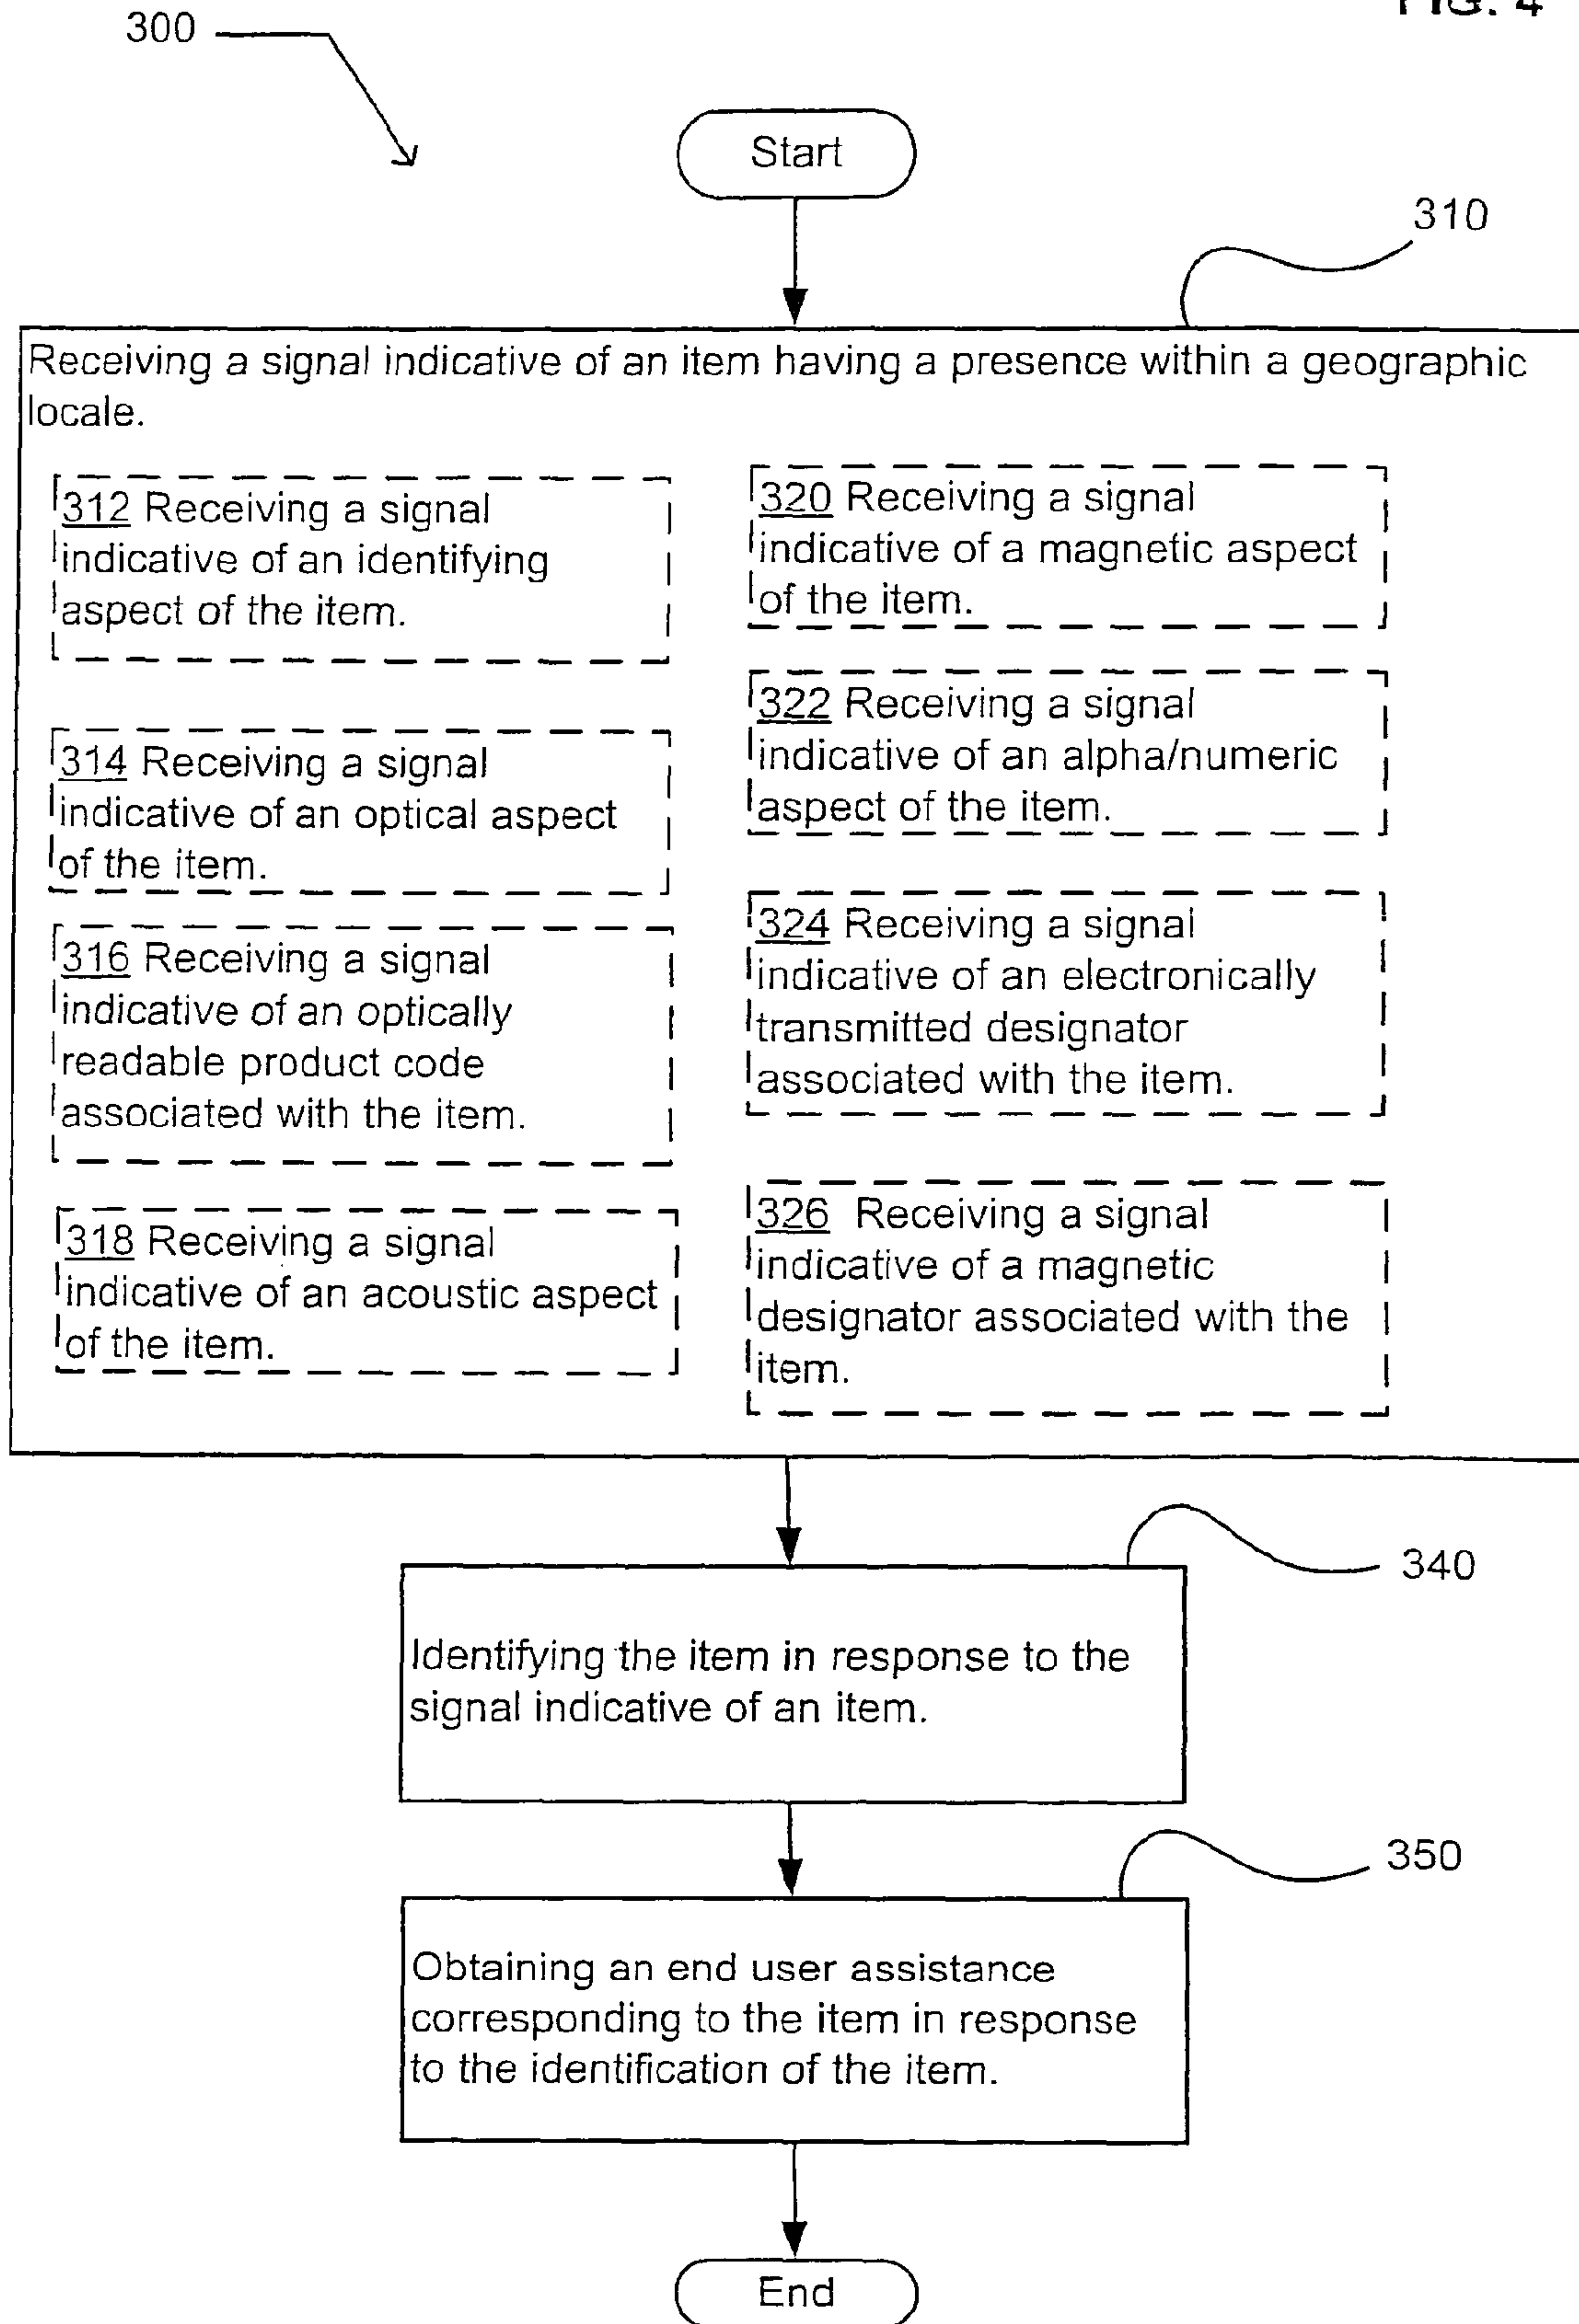 FIG. 4
300
Start
310
Receiving a signal indicative of an item having a presence within a geographic
locale.
312 Receiving a signal
indicative of an identifying
aspect of the item.
314 Receiving a signal
indicative of an optical aspect
of the item.
316 Receiving a signal
indicative of an optically
readable product code
associated with the item.
318 Receiving a signal
indicative of an acoustic aspect
of the item.
320 Receiving a signal
indicative of a magnetic aspect
of the item.
322 Receiving a signal
indicative of an alpha/numeric
aspect of the item.
324 Receiving a signal
indicative of an electronically
transmitted designator
associated with the item.
326 Receiving a signal
indicative of a magnetic
designator associated with the
item.
340
Identifying the item in response to the
signal indicative of an item.
350
Obtaining an end user assistance
corresponding to the item in response
to the identification of the item.
End